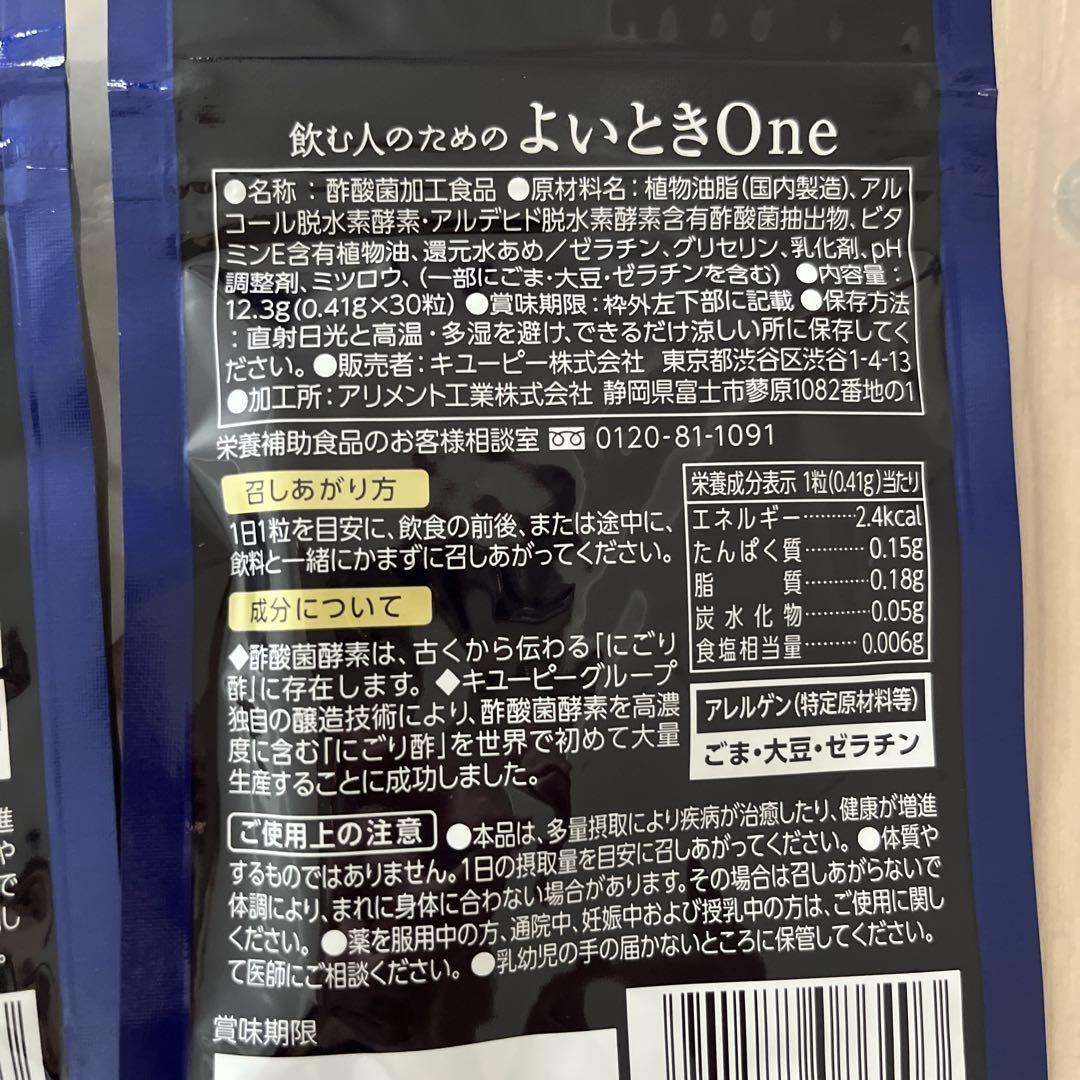 飲む人のための よいときOne
●名称：酢酸菌加工食品 ●原材料名：植物油脂(国内製造)、アル
コール脱水素酵素・アルデヒド脱水素酵素含有酢酸菌抽出物、ビタ
ミンE含有植物油、還元水あめ／ゼラチン、グリセリン、乳化剤、pH
調整剤、ミツロウ、(一部にごま・大豆・ゼラチンを含む) ●内容量：
12.3g(0.41g×30粒) ●賞味期限：枠外左下部に記載 ●保存方法
：直射日光と高温・多湿を避け、できるだけ涼しい所に保存してく
ださい。●販売者：キユーピー株式会社 東京都渋谷区渋谷1-4-13
●加工所：アリメント工業株式会社 静岡県富士市蓼原1082番地の1
栄養補助食品のお客様相談室 0120-81-1091
召しあがり方
1日1粒を目安に、飲食の前後、または途中に、
飲料と一緒にかまずに召しあがってください。
成分について
◆酢酸菌酵素は、古くから伝わる「にごり
酢」に存在します。 ◆キユーピーグループ
独自の醸造技術により、酢酸菌酵素を高濃
度に含む「にごり酢」を世界で初めて大量
生産することに成功しました。
栄養成分表示 1粒(0.41g)当たり
エネルギー………2.4kcal
たんぱく質………0.15g
脂質………0.18g
炭水化物………0.05g
食塩相当量………0.006g
アレルゲン(特定原材料等)
ごま・大豆・ゼラチン
ご使用上の注意 ●本品は、多量摂取により疾病が治癒したり、健康が増進
するものではありません。1日の摂取量を目安に召しあがってください。 ●体質や
体調により、まれに身体に合わない場合があります。その場合は召しあがらないで
ください。 ●薬を服用中の方、通院中、妊娠中および授乳中の方は、ご使用に関し
て医師にご相談ください。 ●乳幼児の手の届かないところに保管してください。
賞味期限
進
や
で
し
。